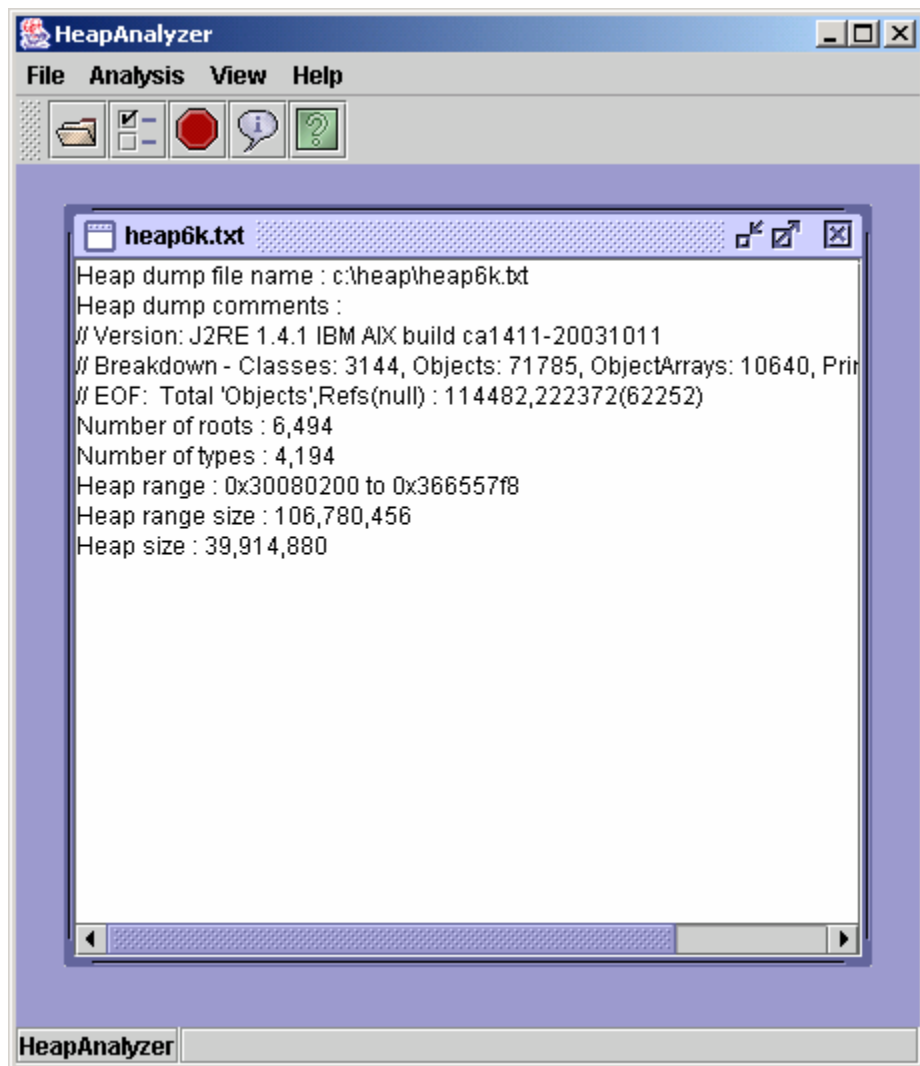 HeapAnalyzer
File Analysis View Help
heap6k.txt
Heap dump file name : c:\heap\heap6k.txt
Heap dump comments :
// Version: J2RE 1.4.1 IBM AIX build ca1411-20031011
// Breakdown - Classes: 3144, Objects: 71785, ObjectArrays: 10640, Prin
// EOF: Total 'Objects',Refs(null) : 114482,222372(62252)
Number of roots : 6,494
Number of types : 4,194
Heap range : 0x30080200 to 0x366557f8
Heap range size : 106,780,456
Heap size : 39,914,880
HeapAnalyzer